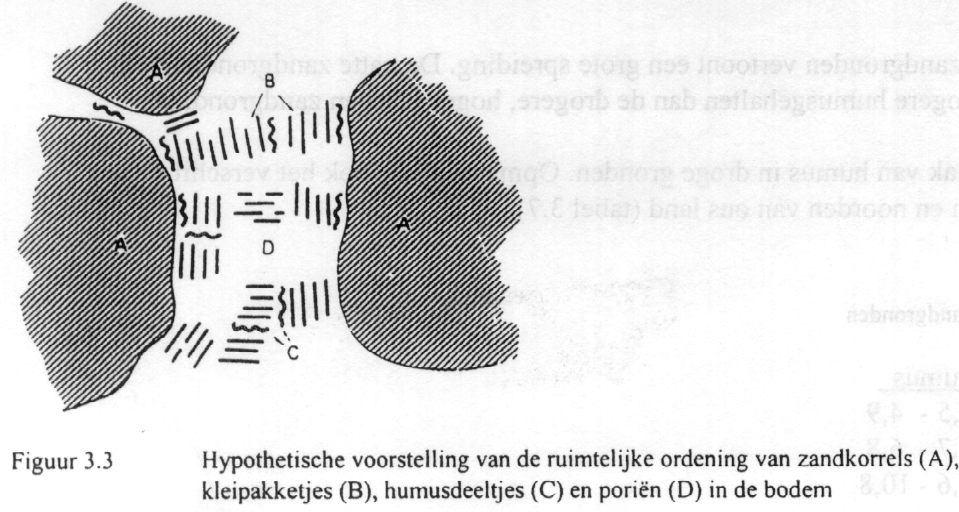 A
B
A
A
D
C
Figuur 3.3 Hypothetische voorstelling van de ruimtelijke ordening van zandkorrels (A),
kleipakketjes (B), humusdeeltjes (C) en poriën (D) in de bodem